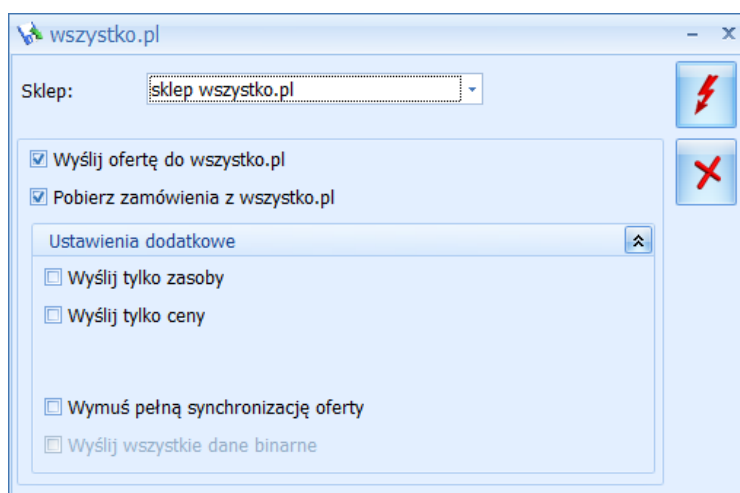 wszystko.pl
Sklep: sklep wszystko.pl
Wyślij ofertę do wszystko.pl
Pobierz zamówienia z wszystko.pl
Ustawienia dodatkowe
Wyślij tylko zasoby
Wyślij tylko ceny
Wymuś pełną synchronizację oferty
Wyślij wszystkie dane binarne